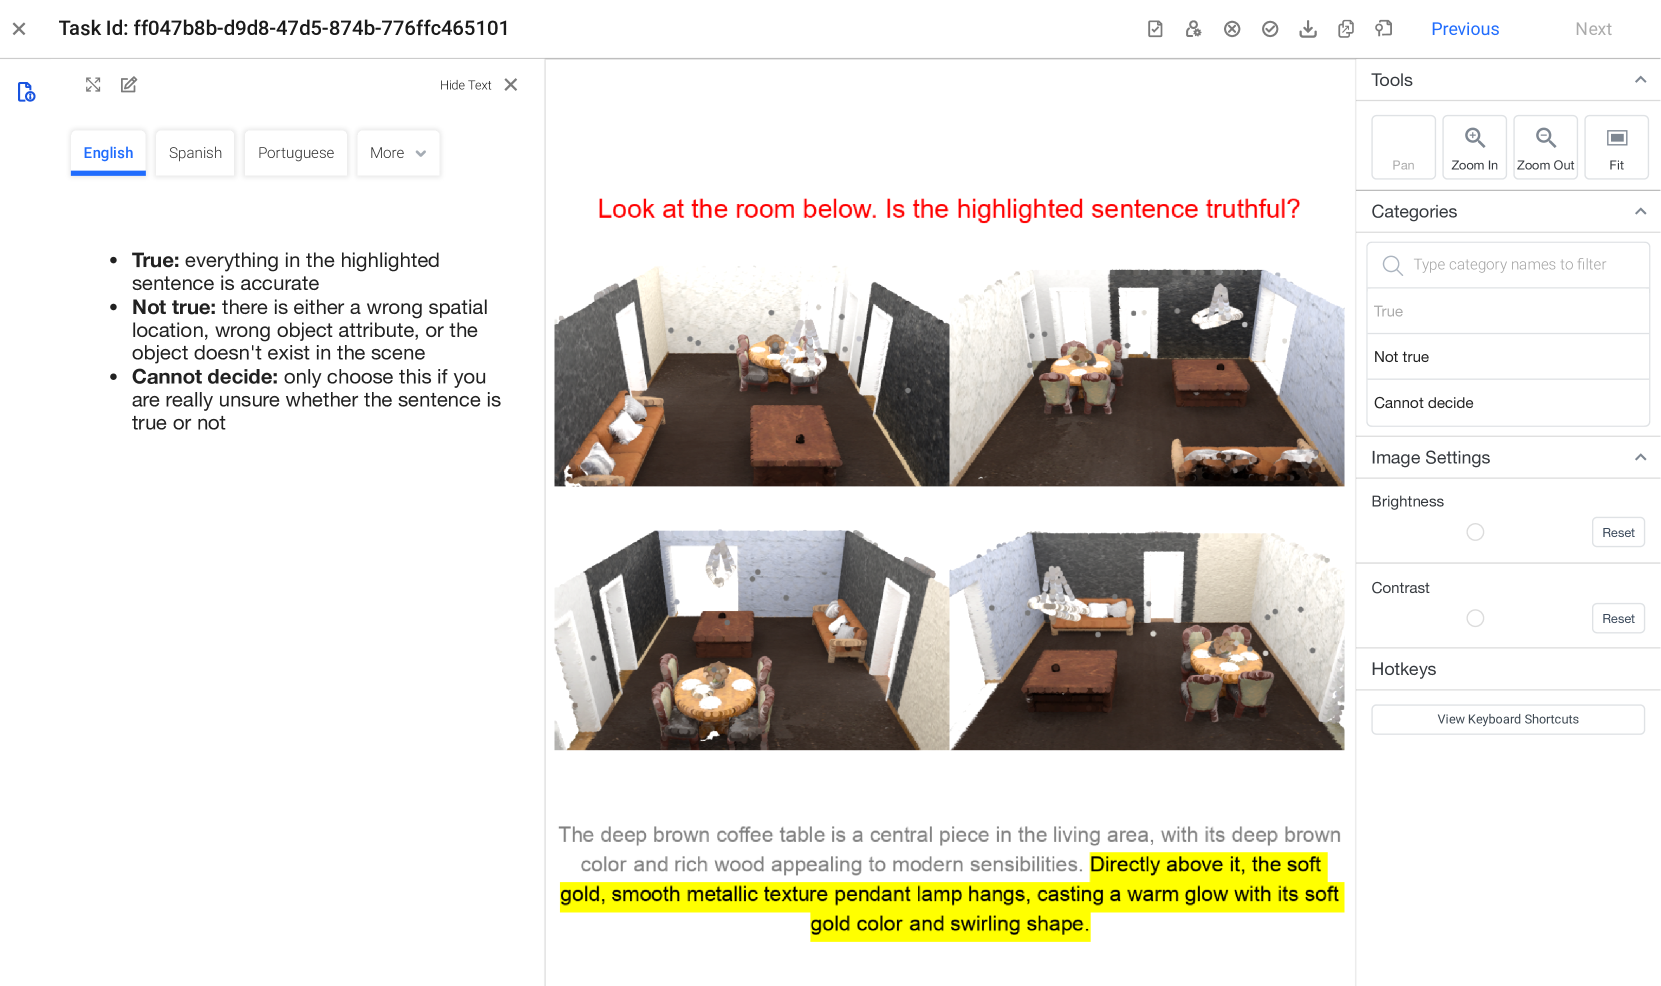 Task Id: ff047b8b-d9d8-47d5-874b-776ffc465101
Previous
Next
Hide Text
English
Spanish
Portuguese
More
True: everything in the highlighted
sentence is accurate
Not true: there is either a wrong spatial
location, wrong object attribute, or the
object doesn't exist in the scene
Cannot decide: only choose this if you
are really unsure whether the sentence is
true or not
Look at the room below. Is the highlighted sentence truthful?
The deep brown coffee table is a central piece in the living area, with its deep brown
color and rich wood appealing to modern sensibilities. Directly above it, the soft
gold, smooth metallic texture pendant lamp hangs, casting a warm glow with its soft
gold color and swirling shape.
Tools
Pan
Zoom In
Zoom Out
Fit
Categories
Type category names to filter
True
Not true
Cannot decide
Image Settings
Brightness
Reset
Contrast
Reset
Hotkeys
View Keyboard Shortcuts